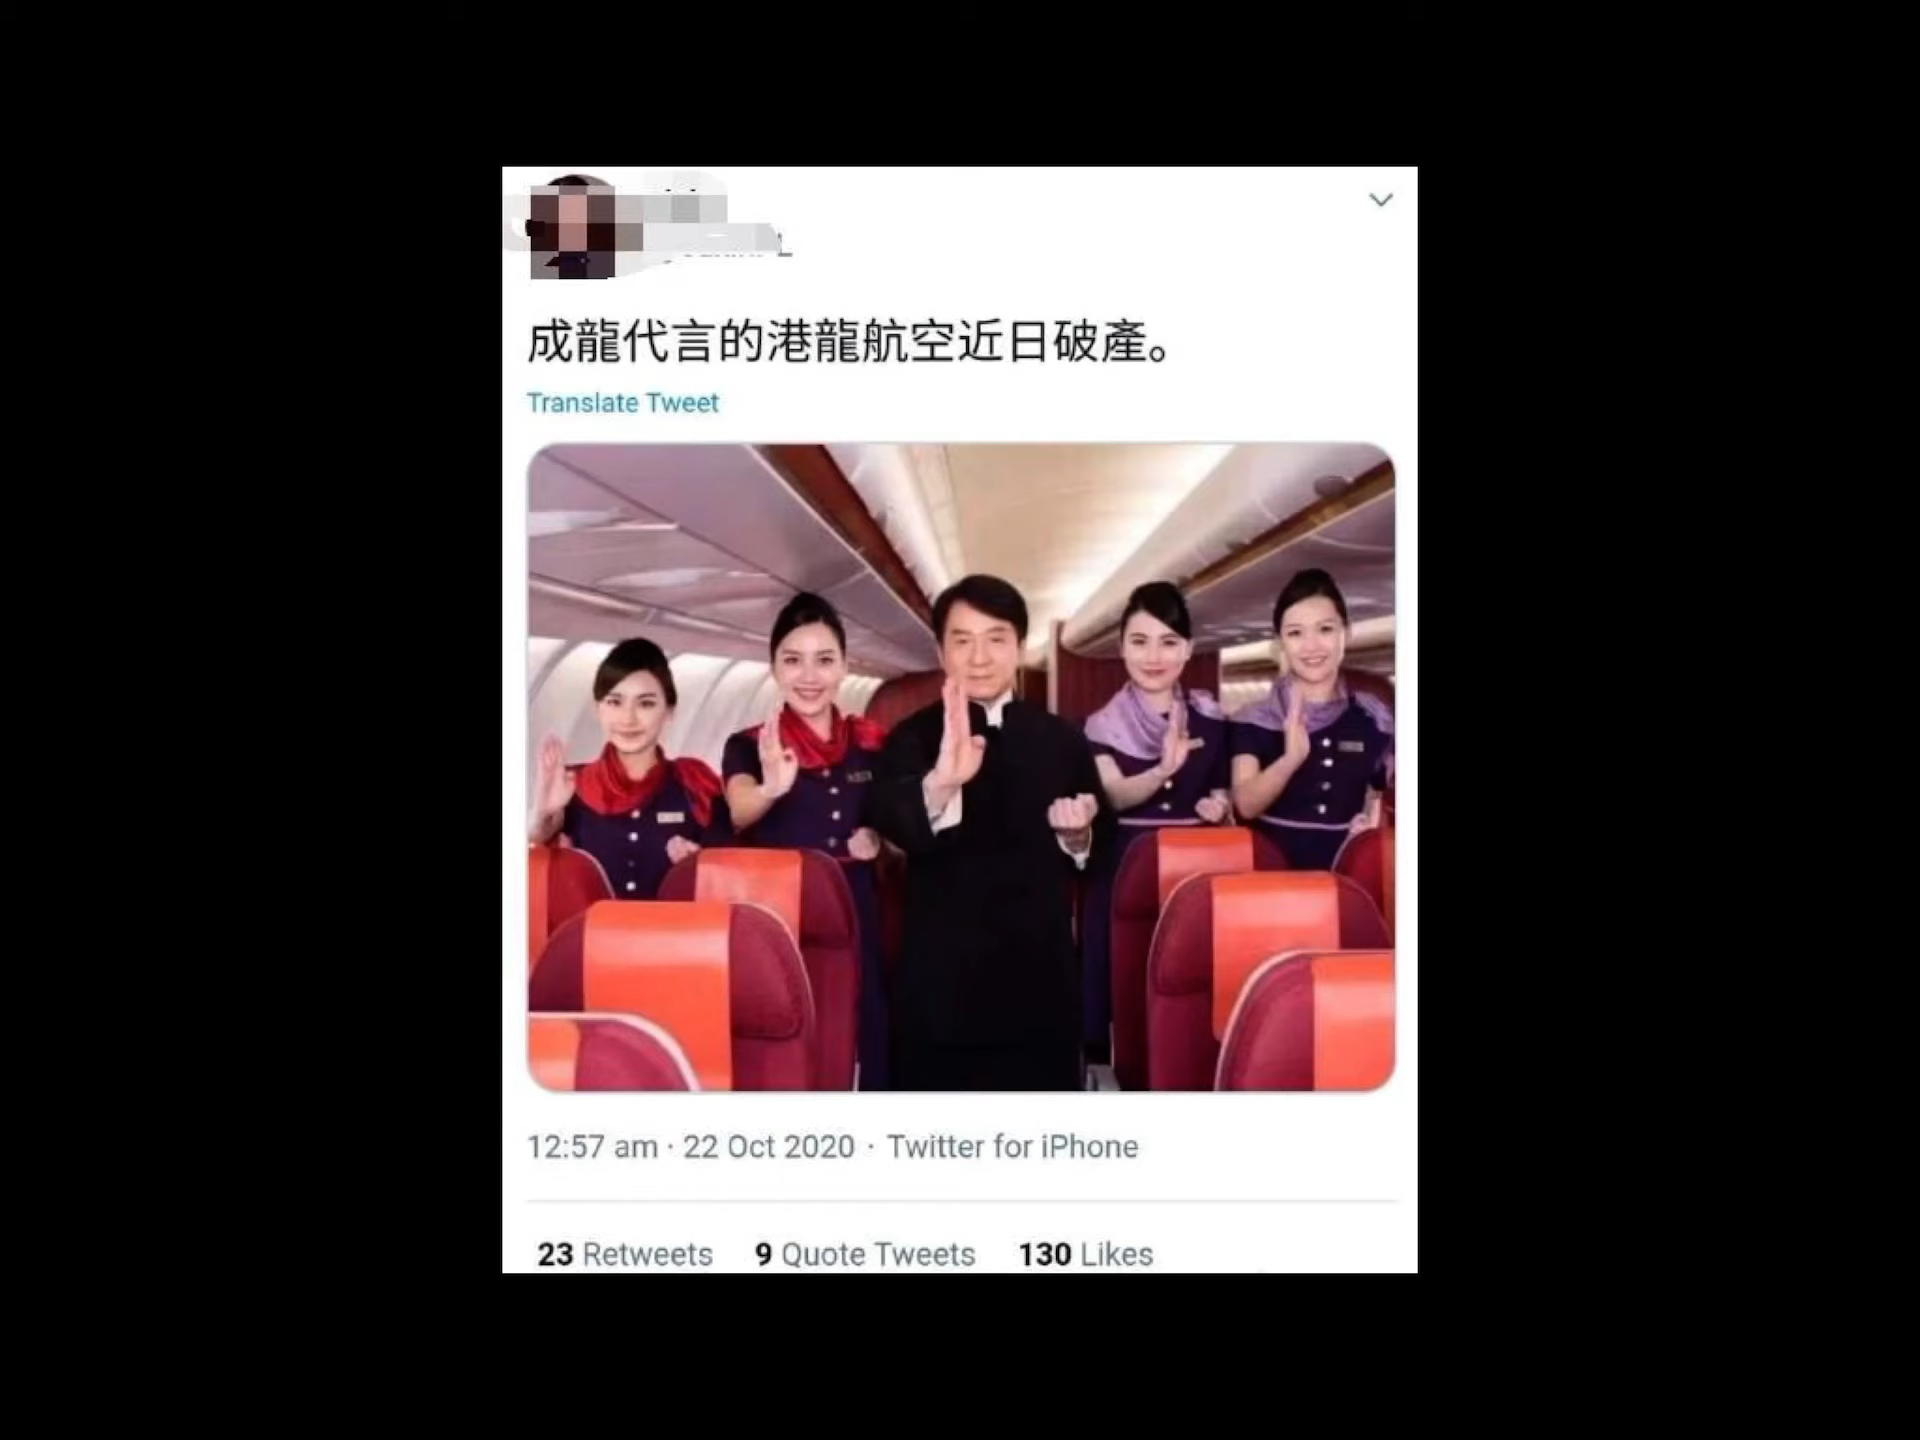 成龍代言的港龍航空近日破產。
Translate Tweet
12:57 am · 22 Oct 2020 · Twitter for iPhone
23 Retweets 9 Quote Tweets 130 Likes